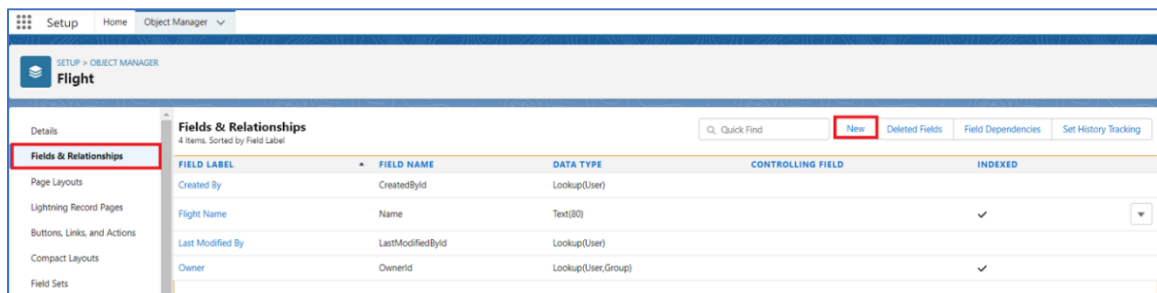 Setup Home Object Manager
SETUP > OBJECT MANAGER
Flight
Details
Fields & Relationships
Page Layouts
Lightning Record Pages
Buttons, Links, and Actions
Compact Layouts
Field Sets
Fields & Relationships
4 Items, Sorted by Field Label
Quick Find New Deleted Fields Field Dependencies Set History Tracking
FIELD LABEL FIELD NAME DATA TYPE CONTROLLING FIELD INDEXED
Created By CreatedById Lookup(User)
Flight Name Name Text(80)
Last Modified By LastModifiedById Lookup(User)
Owner OwnerId Lookup(User,Group)